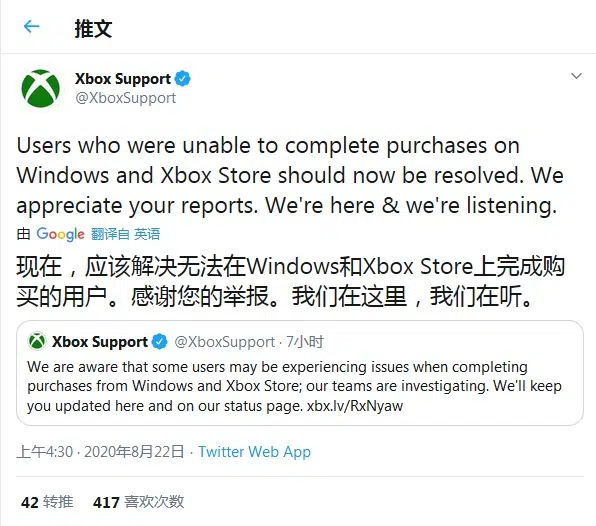 推文
Xbox Support
@XboxSupport
Users who were unable to complete purchases on
Windows and Xbox Store should now be resolved. We
appreciate your reports. We're here & we're listening.
由 Google 翻译自 英语
现在，应该解决无法在Windows和Xbox Store上完成购
买的用户。感谢您的举报。我们在这里，我们在听。
Xbox Support @XboxSupport · 7小时
We are aware that some users may be experiencing issues when completing
purchases from Windows and Xbox Store; our teams are investigating. We'll keep
you updated here and on our status page. xbx.lv/RxNyaw
上午4:30 · 2020年8月22日 · Twitter Web App
42 转推 417 喜欢次数